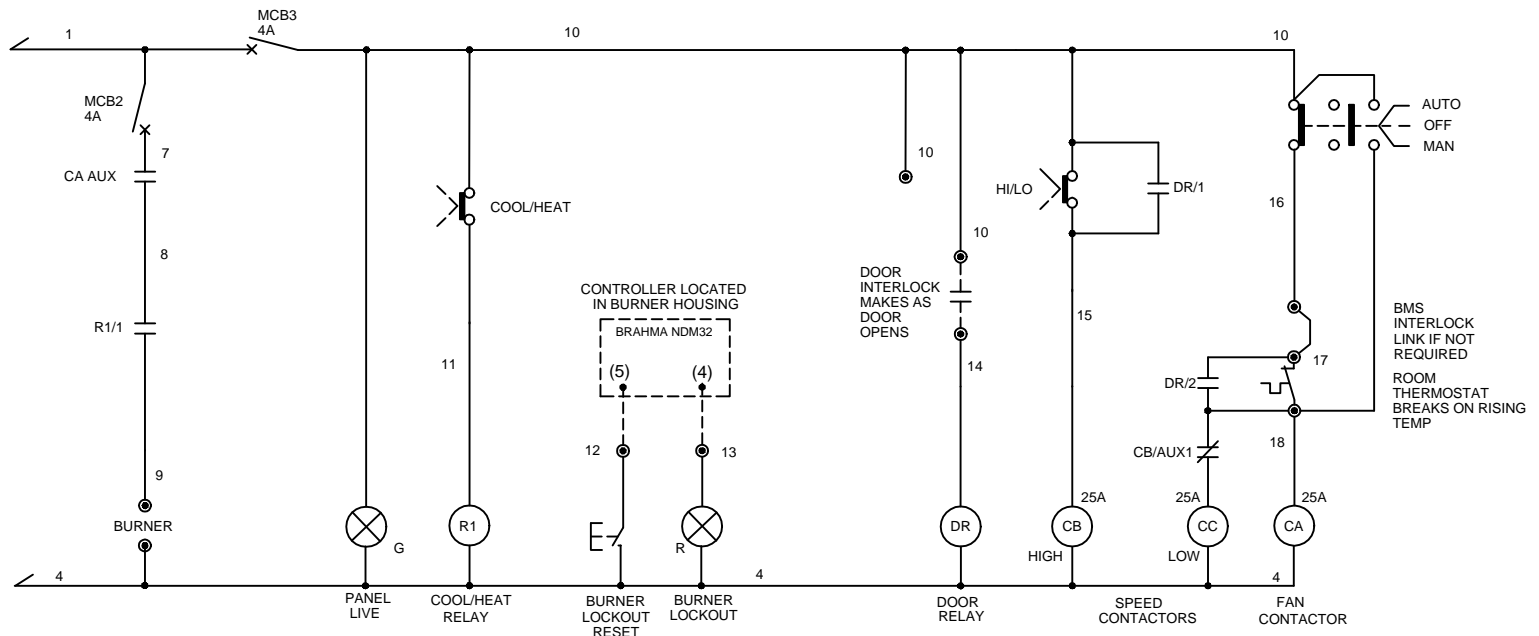 MCB3
4A
1
10
10
MCB2
4A
AUTO
OFF
MAN
7
CA AUX
10
HI/LO
DR/1
COOL/HEAT
16
8
10
DOOR
INTERLOCK
MAKES AS
DOOR
OPENS
CONTROLLER LOCATED
IN BURNER HOUSING
BRAHMA NDM32
15
BMS
INTERLOCK
LINK IF NOT
REQUIRED
R1/1
11
(5)
(4)
14
17
DR/2
ROOM
THERMOSTAT
BREAKS ON RISING
TEMP
12
13
18
CB/AUX1
9
25A
25A
25A
BURNER
G
R1
R
DR
CB
HIGH
CC
LOW
CA
4
4
4
PANEL
LIVE
COOL/HEAT
RELAY
BURNER
LOCKOUT
RESET
BURNER
LOCKOUT
DOOR
RELAY
SPEED
CONTACTORS
FAN
CONTACTOR